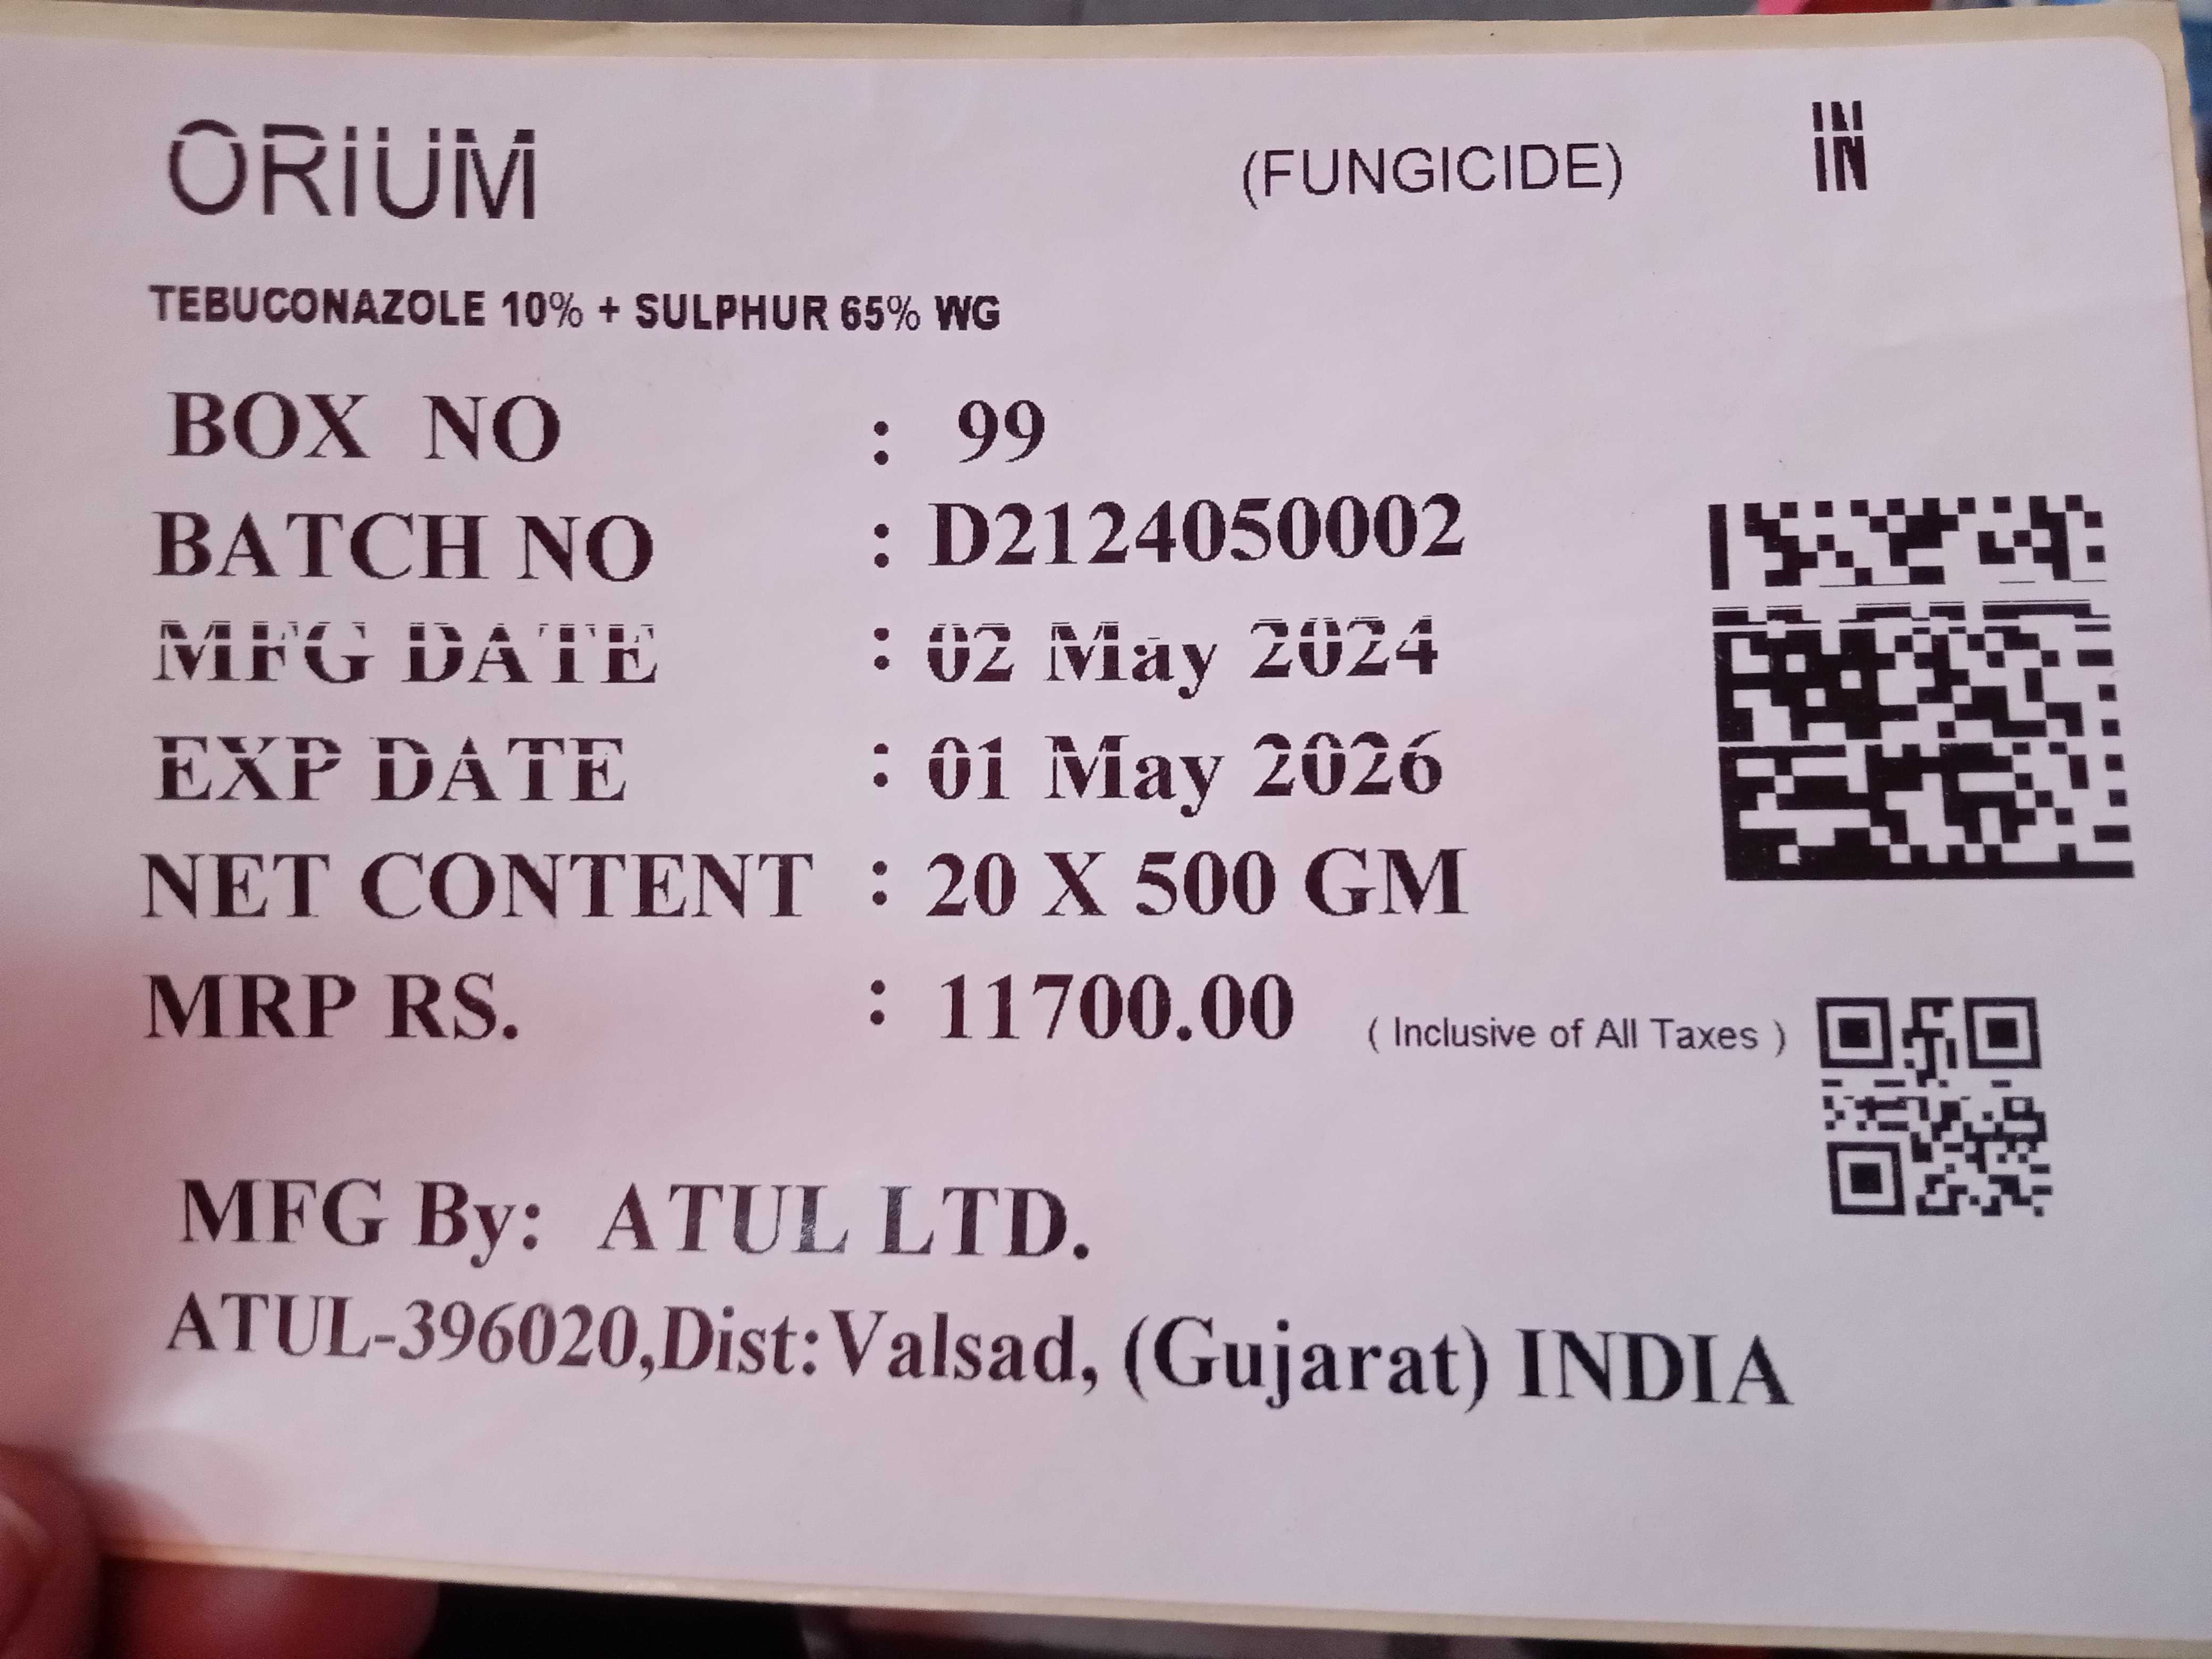 ORIUM (FUNGICIDE) IN
TEBUCONAZOLE 10% + SULPHUR 65% WG
BOX NO : 99
BATCH NO : D2124050002
MFG DATE : 02 May 2024
EXP DATE : 01 May 2026
NET CONTENT : 20 X 500 GM
MRP RS. : 11700.00 ( Inclusive of All Taxes )
MFG By: ATUL LTD.
ATUL-396020,Dist:Valsad, (Gujarat) INDIA